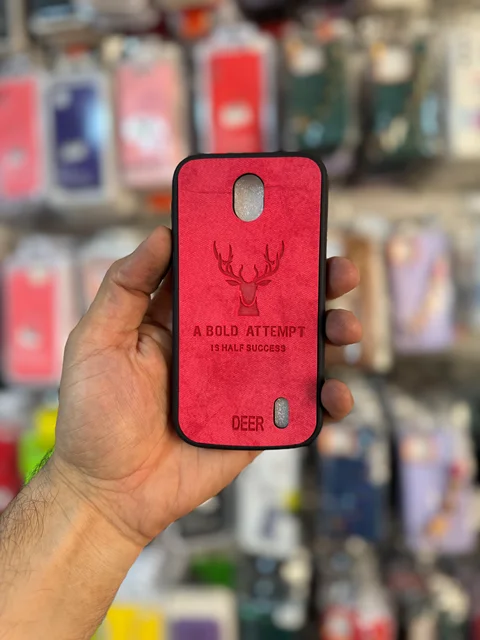 A BOLD ATTEMPT
IS HALF SUCCESS
DEER